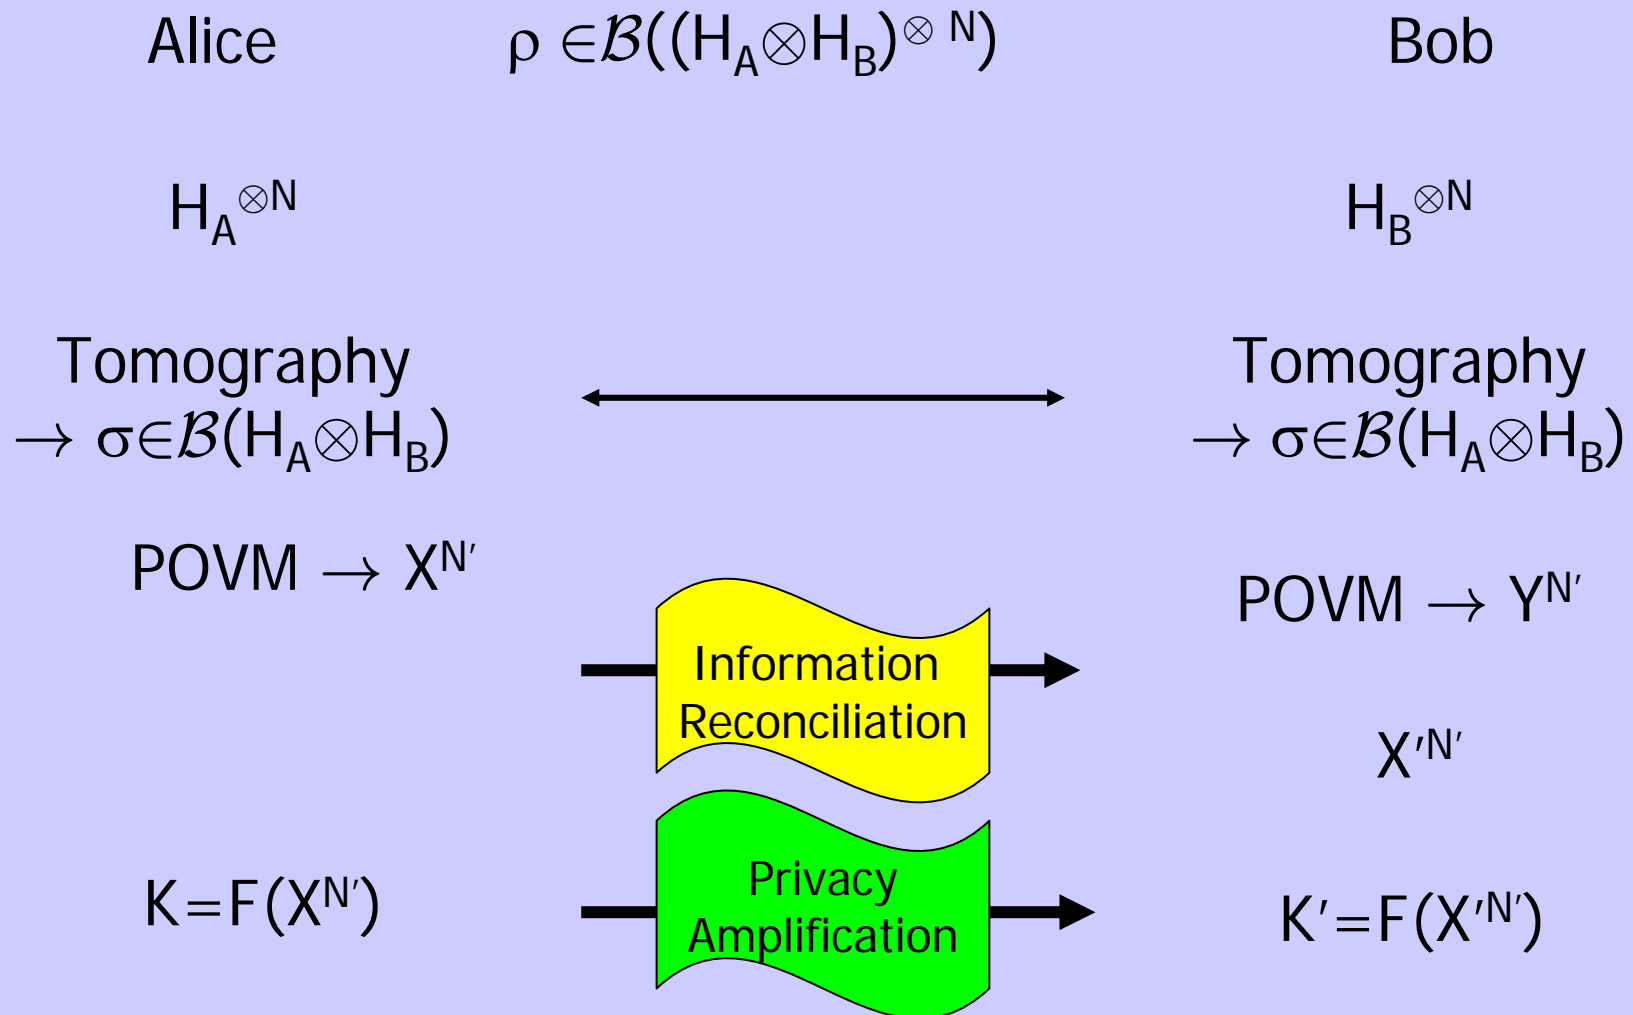 Alice ρ ∈ℬ((H_A⊗H_B)^⊗ N) Bob
H_A^⊗N H_B^⊗N
Tomography Tomography
→ σ∈ℬ(H_A⊗H_B) → σ∈ℬ(H_A⊗H_B)
POVM → X^N′ POVM → Y^N′
Information
Reconciliation
X′^N′
Privacy
Amplification
K=F(X^N′) K′=F(X′^N′)